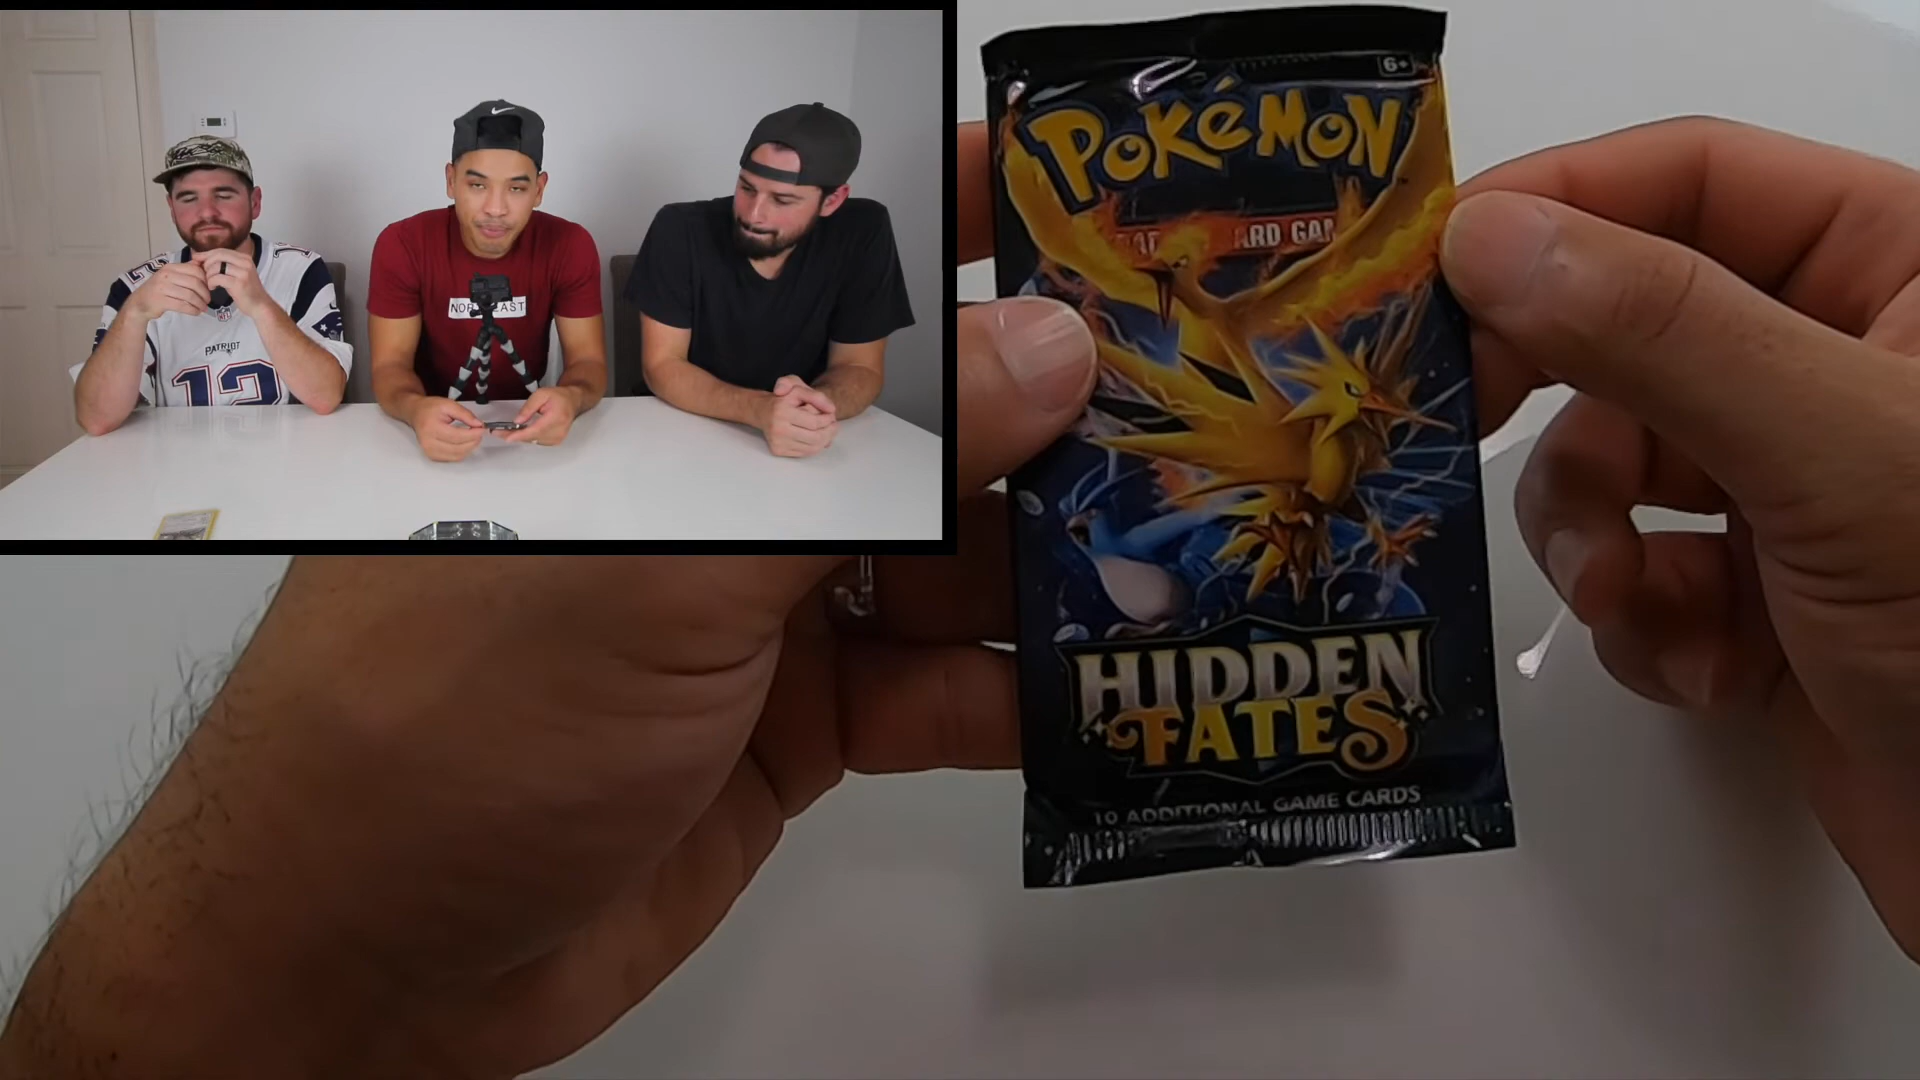 6+
POKÉMON
HIDDEN
FATES
10 ADDITIONAL GAME CARDS
PATRIOT
12